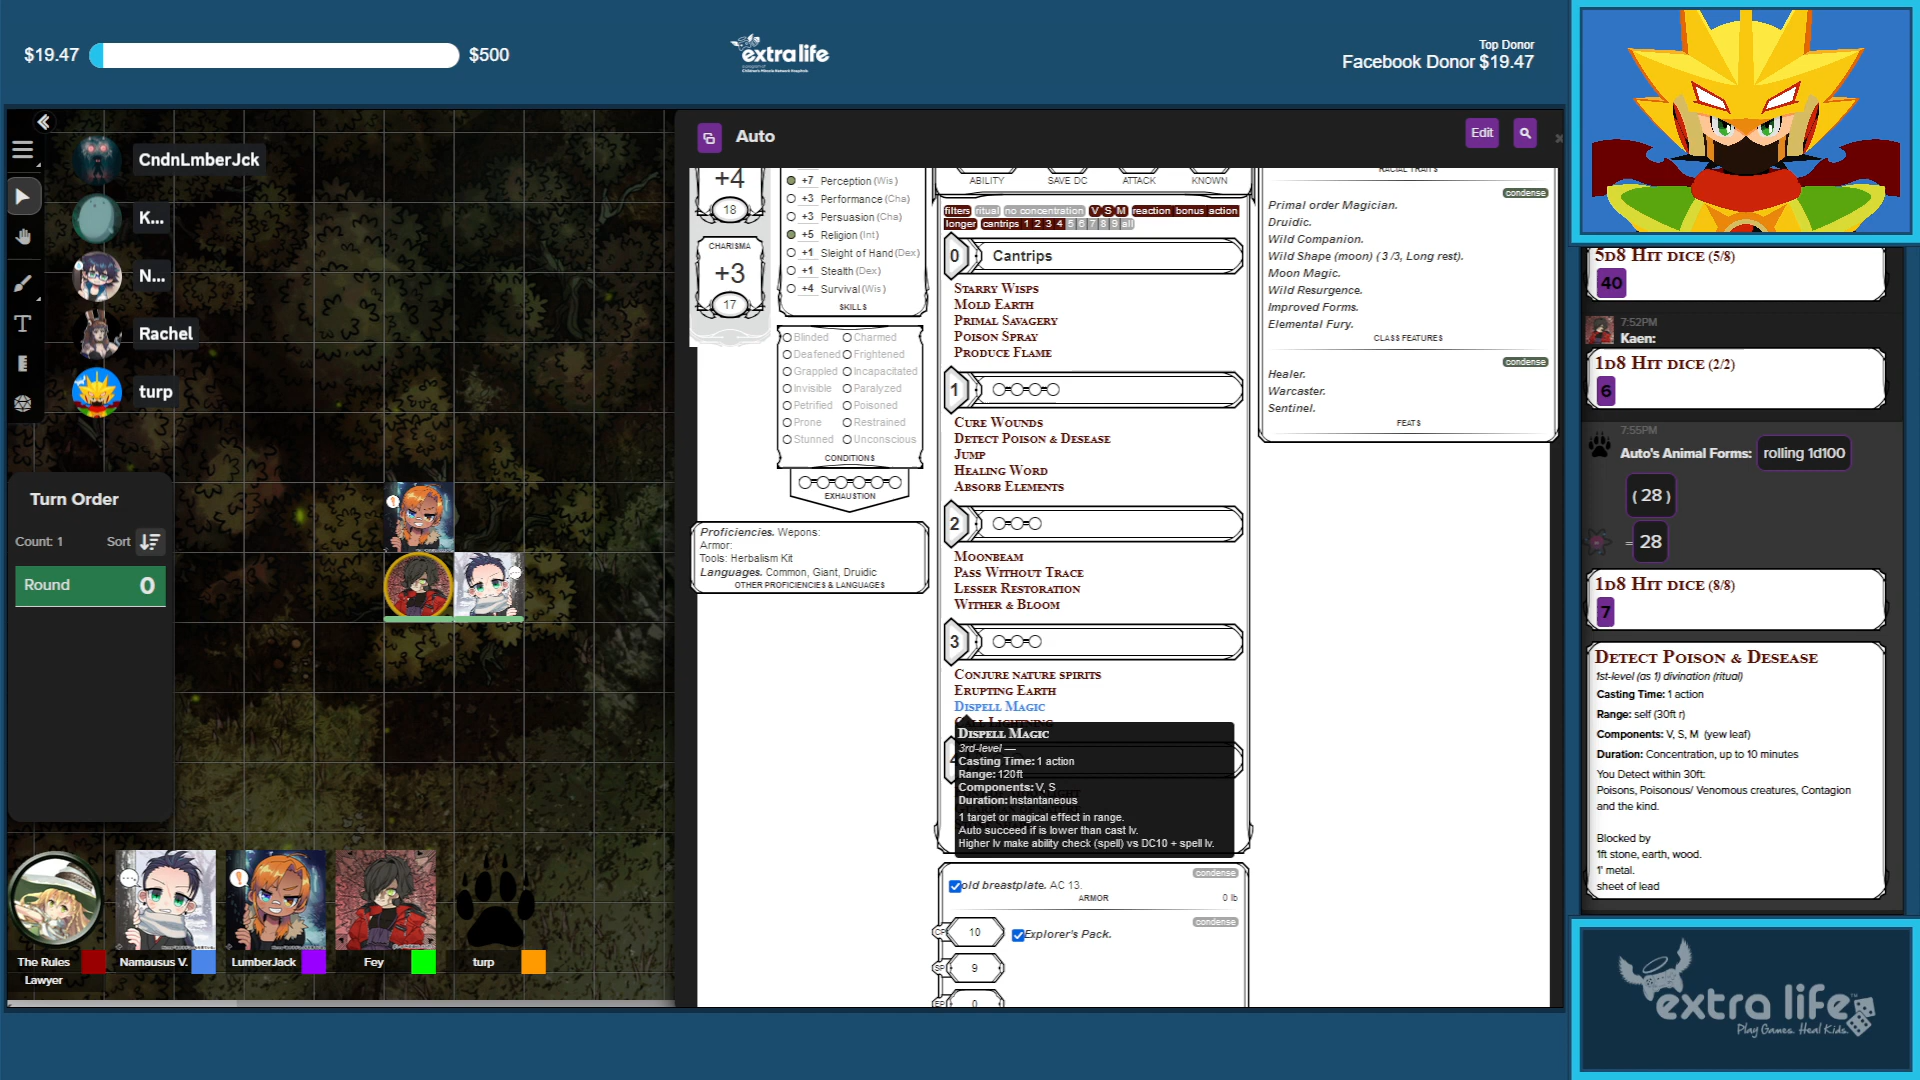 $19.47
$500
extra life
Top Donor
Facebook Donor $19.47
CndnLmberJck
K...
N...
Rachel
turp
Turn Order
Count: 1
Sort
Round
0
The Rules Lawyer
Namausus V.
LumberJack
Fey
turp
Auto
Edit
+4
18
CHARISMA
+3
17
+7 Perception (Wis)
+3 Performance (Cha)
+3 Persuasion (Cha)
+5 Religion (Int)
+1 Sleight of Hand (Dex)
+1 Stealth (Dex)
+4 Survival (Wis)
SKILLS
Blinded
Charmed
Deafened
Frightened
Grappled
Incapacitated
Invisible
Paralyzed
Petrified
Poisoned
Prone
Restrained
Stunned
Unconscious
CONDITIONS
EXHAUSTION
Proficiencies. Wepons:
Armor:
Tools: Herbalism Kit
Languages. Common, Giant, Druidic
OTHER PROFICIENCIES & LANGUAGES
ABILITY
SAVE DC
ATTACK
KNOWN
filters ritual no concentration V S M reaction bonus action
longer cantrips 1 2 3 4 5 6 7 8 9 all
0
Cantrips
STARRY WISPS
MOLD EARTH
PRIMAL SAVAGERY
POISON SPRAY
PRODUCE FLAME
1
CURE WOUNDS
DETECT POISON & DISEASE
JUMP
HEALING WORD
ABSORB ELEMENTS
2
MOONBEAM
PASS WITHOUT TRACE
LESSER RESTORATION
WITHER & BLOOM
3
CONJURE NATURE SPIRITS
ERUPTING EARTH
DISPELL MAGIC
DISPELL MAGIC
3rd-level —
Casting Time: 1 action
Range: 120ft
Components: V, S
Duration: Instantaneous
1 target or magical effect in range.
Auto succeed if is lower than cast lv.
Higher lv make ability check (spell) vs DC10 + spell lv.
condense
old breastplate. AC 13.
ARMOR
0 lb
condense
CP
10
Explorer's Pack.
SP
9
EP
0
RACIAL TRAITS
condense
Primal order Magician.
Druidic.
Wild Companion.
Wild Shape (moon) (3/3, Long rest).
Moon Magic.
Wild Resurgence.
Improved Forms.
Elemental Fury.
CLASS FEATURES
condense
Healer.
Warcaster.
Sentinel.
FEATS
5D8 HIT DICE (5/8)
40
7:52PM
Kaen:
1D8 HIT DICE (2/2)
6
7:55PM
Auto's Animal Forms: rolling 1d100
( 28 )
= 28
1D8 HIT DICE (8/8)
7
DETECT POISON & DESEASE
1st-level (as 1) divination (ritual)
Casting Time: 1 action
Range: self (30ft r)
Components: V, S, M (yew leaf)
Duration: Concentration, up to 10 minutes
You Detect within 30ft:
Poisons, Poisonous/ Venomous creatures, Contagion
and the kind.
Blocked by
1ft stone, earth, wood.
1' metal.
sheet of lead
extra life
Play Games. Heal Kids.